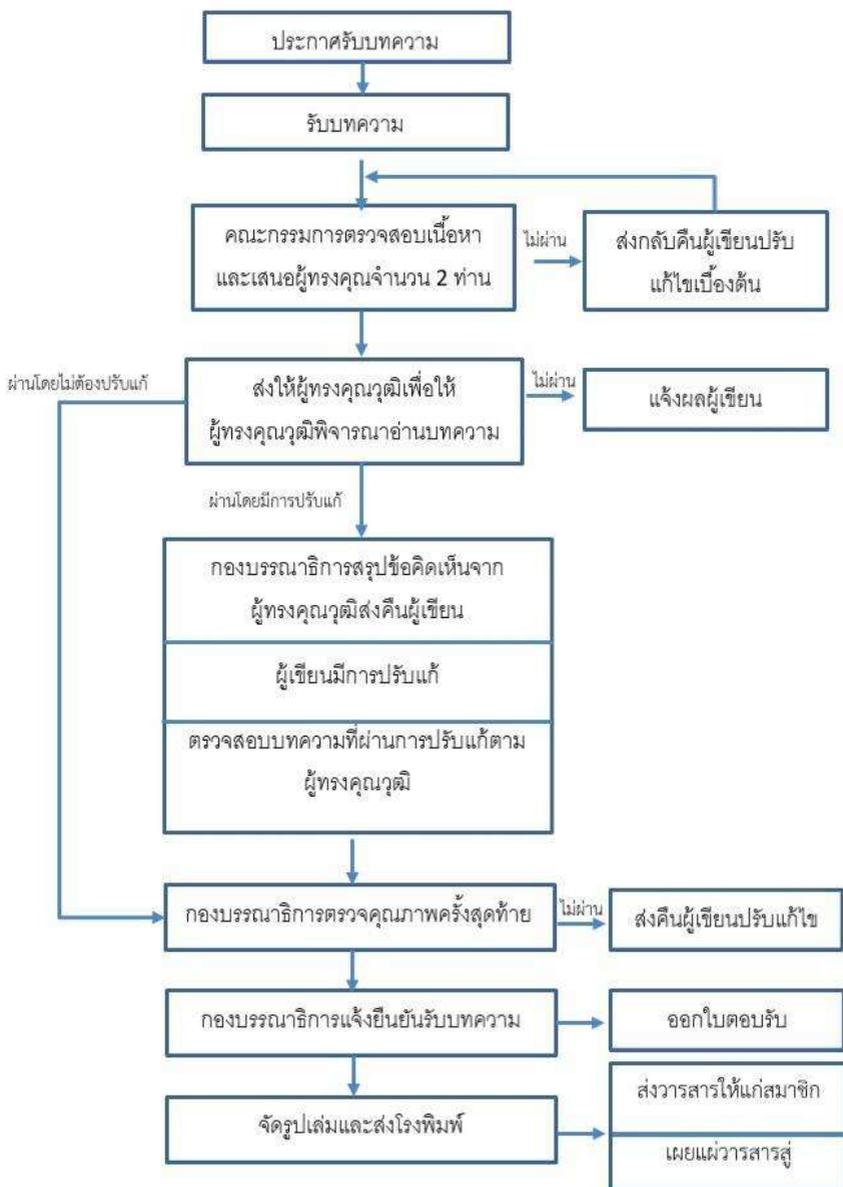 ประกาศรับบทความ
รับบทความ
คณะกรรมการตรวจสอบเนื้อหา
และเสนอผู้ทรงคุณจำนวน 2 ท่าน
ไม่ผ่าน
ส่งกลับคืนผู้เขียนปรับ
แก้ไขเบื้องต้น
ผ่านโดยไม่ต้องปรับแก้
ส่งให้ผู้ทรงคุณวุฒิเพื่อให้
ผู้ทรงคุณวุฒิพิจารณาอ่านบทความ
ไม่ผ่าน
แจ้งผลผู้เขียน
ผ่านโดยมีการปรับแก้
กองบรรณาธิการสรุปข้อคิดเห็นจาก
ผู้ทรงคุณวุฒิส่งคืนผู้เขียน
ผู้เขียนมีการปรับแก้
ตรวจสอบบทความที่ผ่านการปรับแก้ตาม
ผู้ทรงคุณวุฒิ
กองบรรณาธิการตรวจคุณภาพครั้งสุดท้าย
ไม่ผ่าน
ส่งคืนผู้เขียนปรับแก้ไข
กองบรรณาธิการแจ้งยืนยันรับบทความ
ออกใบตอบรับ
จัดรูปเล่มและส่งโรงพิมพ์
ส่งวารสารให้แก่สมาชิก
เผยแผ่วารสารสู่